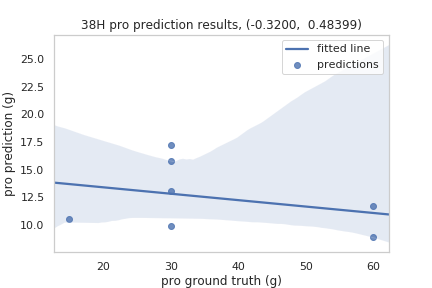 38H pro prediction results, (-0.3200,  0.48399)
fitted line
predictions
25.0
22.5
20.0
17.5
15.0
12.5
10.0
pro prediction (g)
20 30 40 50 60
pro ground truth (g)